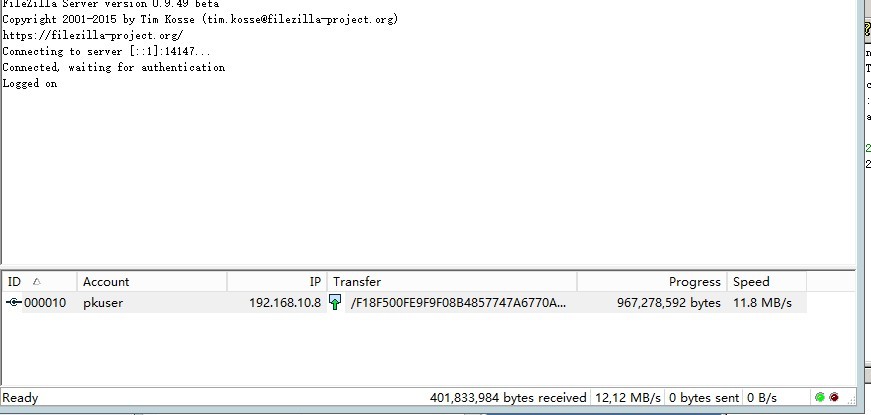 FileZilla Server version 0.9.49 beta
Copyright 2001-2015 by Tim Kosse (tim.kosse@filezilla-project.org)
https://filezilla-project.org/
Connecting to server [::1]:14147...
Connected, waiting for authentication
Logged on
ID Account IP Transfer Progress Speed
000010 pkuser 192.168.10.8 /F18F500FE9F9F08B4857747A6770A... 967,278,592 bytes 11.8 MB/s
Ready 401,833,984 bytes received 12,12 MB/s 0 bytes sent 0 B/s